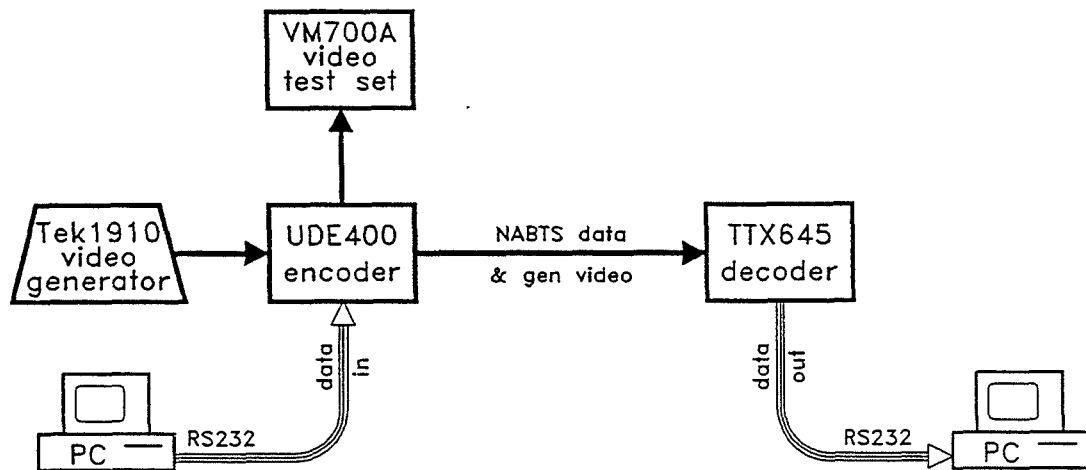 VM700A
video
test set
Tek1910
video
generator
UDE400
encoder
NABTS data
& gen video
TTX645
decoder
data
in
data
out
PC
RS232
RS232
PC